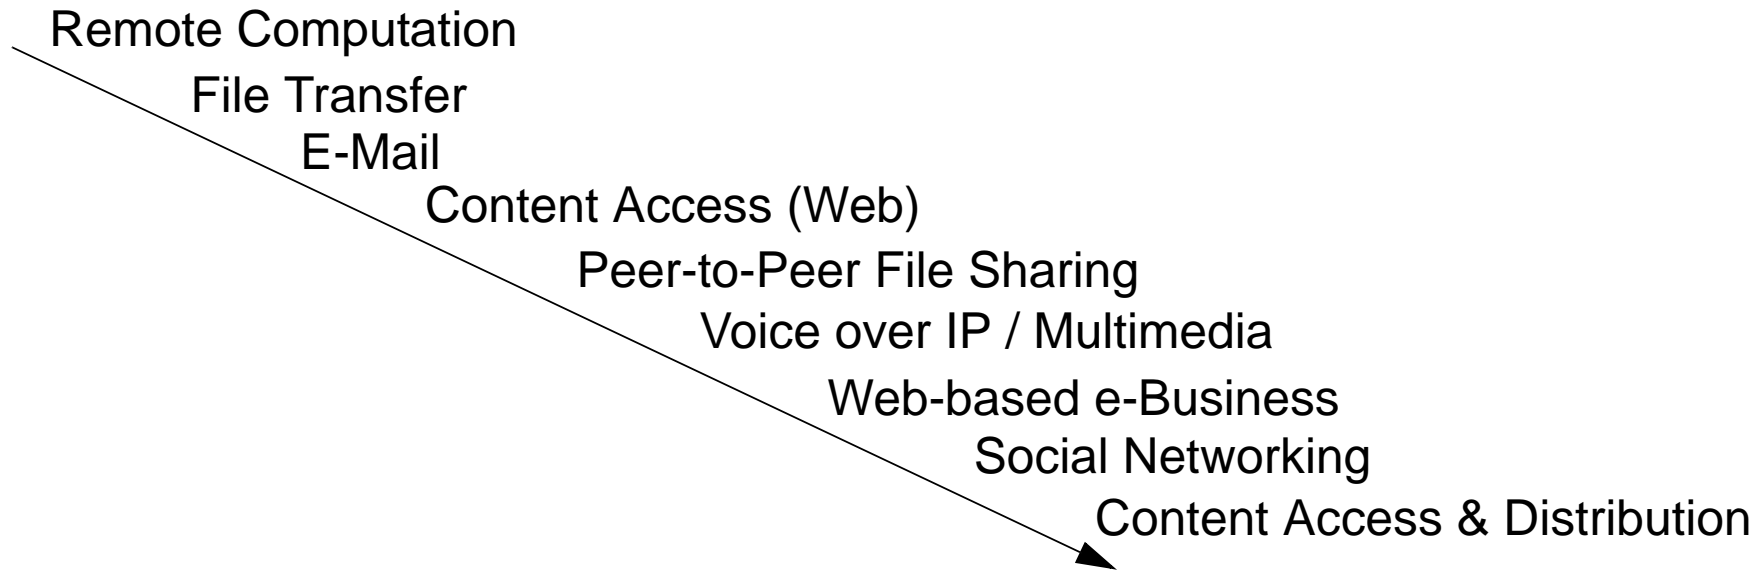 Remote Computation
File Transfer
E-Mail
Content Access (Web)
Peer-to-Peer File Sharing
Voice over IP / Multimedia
Web-based e-Business
Social Networking
Content Access & Distribution